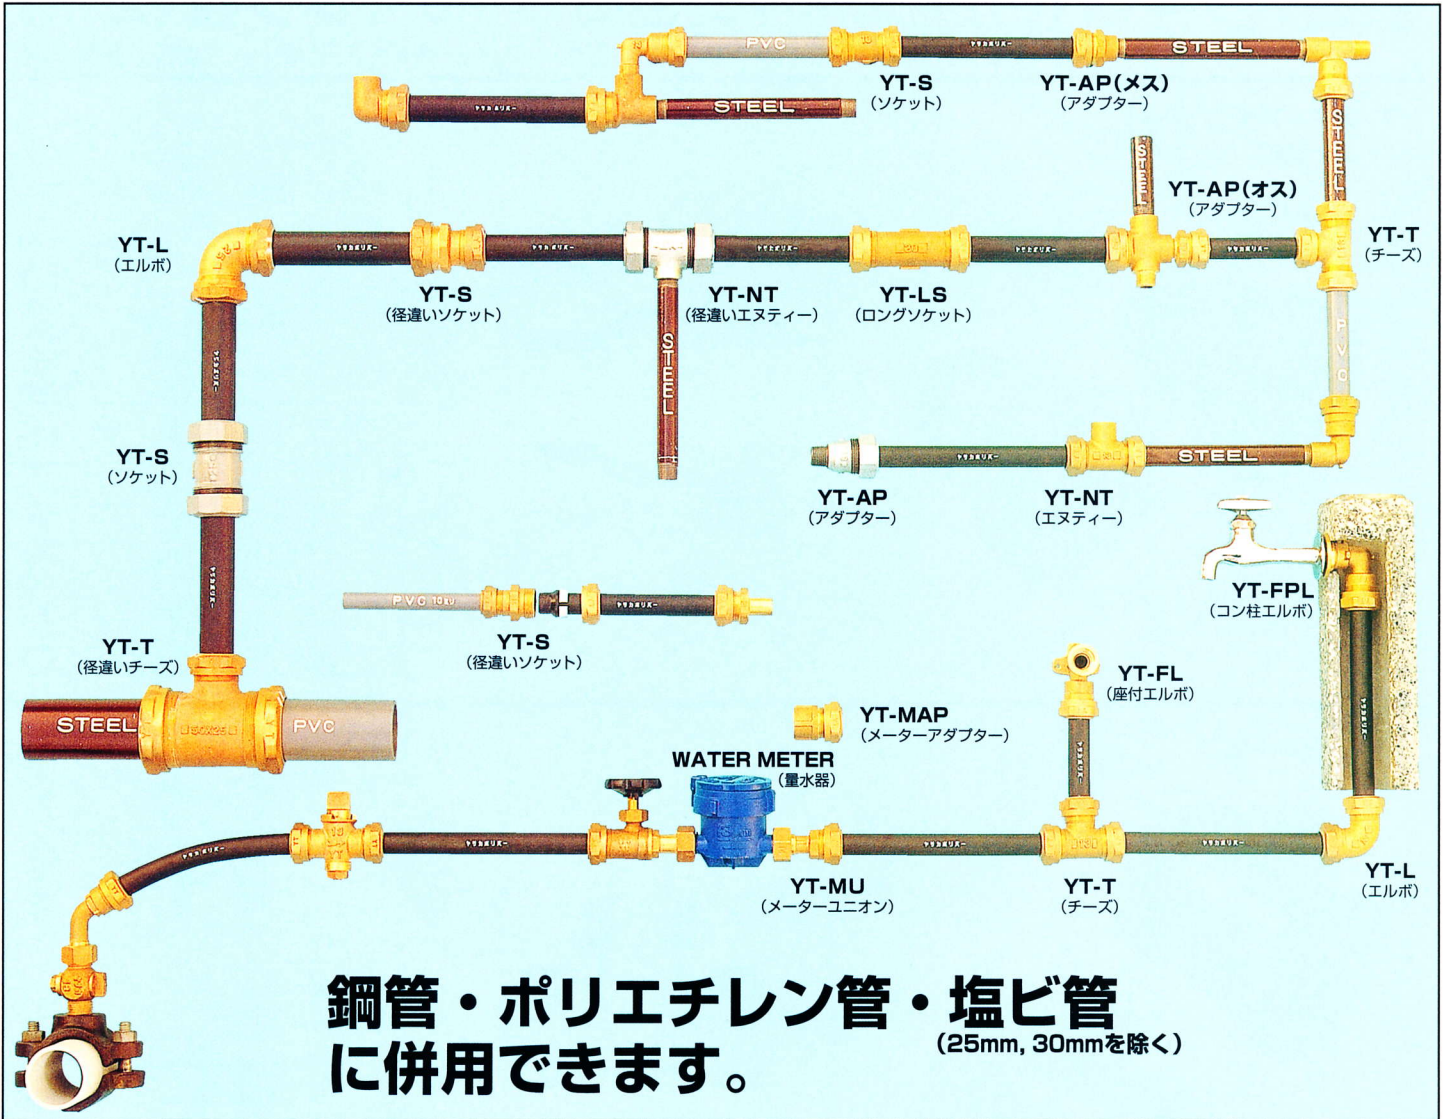 PVC
STEEL
STEEL
YT-S
(ソケット)
YT-AP(メス)
(アダプター)
STEEL
STEEL
YT-AP(オス)
(アダプター)
YT-T
(チーズ)
YT-L
(エルボ)
YT-S
(径違いソケット)
YT-NT
(径違いエヌティー)
YT-LS
(ロングソケット)
STEEL
PVC
YT-S
(ソケット)
STEEL
YT-AP
(アダプター)
YT-NT
(エヌティー)
YT-FPL
(コン柱エルボ)
PVC
YT-S
(径違いソケット)
YT-T
(径違いチーズ)
STEEL
50X25
PVC
YT-FL
(座付エルボ)
YT-MAP
(メーターアダプター)
WATER METER
(量水器)
YT-MU
(メーターユニオン)
YT-T
(チーズ)
YT-L
(エルボ)
鋼管・ポリエチレン管・塩ビ管
(25mm, 30mmを除く)
に併用できます。